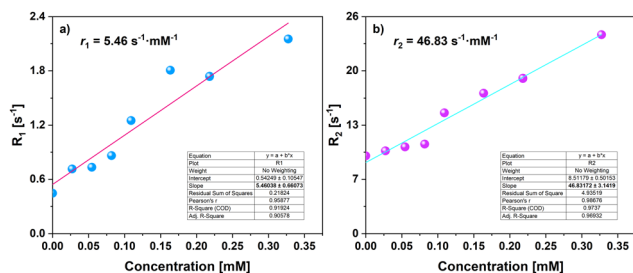 a)
r₁ = 5.46 s⁻¹·mM⁻¹
R₁ [s⁻¹]
2.4
1.8
1.2
0.6
0.0
0.00 0.05 0.10 0.15 0.20 0.25 0.30 0.35
Concentration [mM]
Equation y = a + b*x
Plot R1
Weight No Weighting
Intercept 0.54249 ± 0.10547
Slope 5.46038 ± 0.66073
Residual Sum of Squares 0.21824
Pearson's r 0.95877
R-Square (COD) 0.91924
Adj. R-Square 0.90578
b)
r₂ = 46.83 s⁻¹·mM⁻¹
R₂ [s⁻¹]
26
20
13
7
0
0.00 0.05 0.10 0.15 0.20 0.25 0.30 0.35
Concentration [mM]
Equation y = a + b*x
Plot R2
Weight No Weighting
Intercept 8.51179 ± 0.50153
Slope 46.83172 ± 3.1419
Residual Sum of Squares 4.93519
Pearson's r 0.98676
R-Square (COD) 0.9737
Adj. R-Square 0.96932